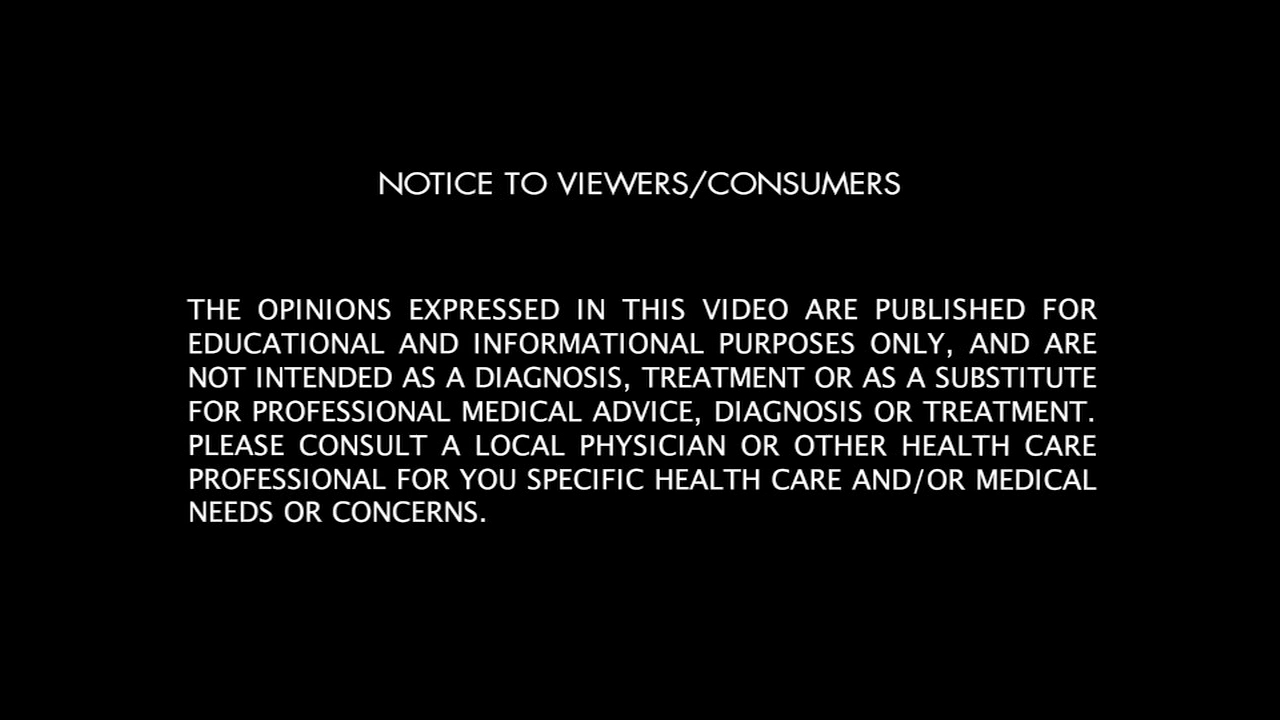 NOTICE TO VIEWERS/CONSUMERS
THE OPINIONS EXPRESSED IN THIS VIDEO ARE PUBLISHED FOR
EDUCATIONAL AND INFORMATIONAL PURPOSES ONLY, AND ARE
NOT INTENDED AS A DIAGNOSIS, TREATMENT OR AS A SUBSTITUTE
FOR PROFESSIONAL MEDICAL ADVICE, DIAGNOSIS OR TREATMENT.
PLEASE CONSULT A LOCAL PHYSICIAN OR OTHER HEALTH CARE
PROFESSIONAL FOR YOU SPECIFIC HEALTH CARE AND/OR MEDICAL
NEEDS OR CONCERNS.